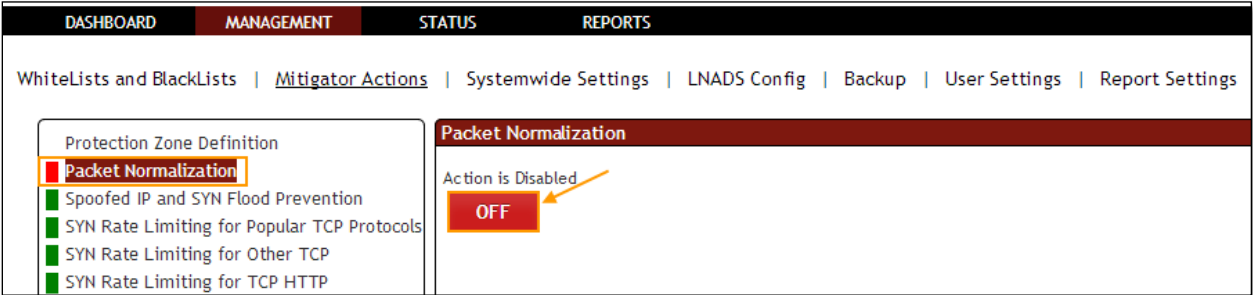 DASHBOARD MANAGEMENT STATUS REPORTS
WhiteLists and BlackLists | Mitigator Actions | Systemwide Settings | LNADS Config | Backup | User Settings | Report Settings
Protection Zone Definition
Packet Normalization
Spoofed IP and SYN Flood Prevention
SYN Rate Limiting for Popular TCP Protocols
SYN Rate Limiting for Other TCP
SYN Rate Limiting for TCP HTTP
Packet Normalization
Action is Disabled
OFF